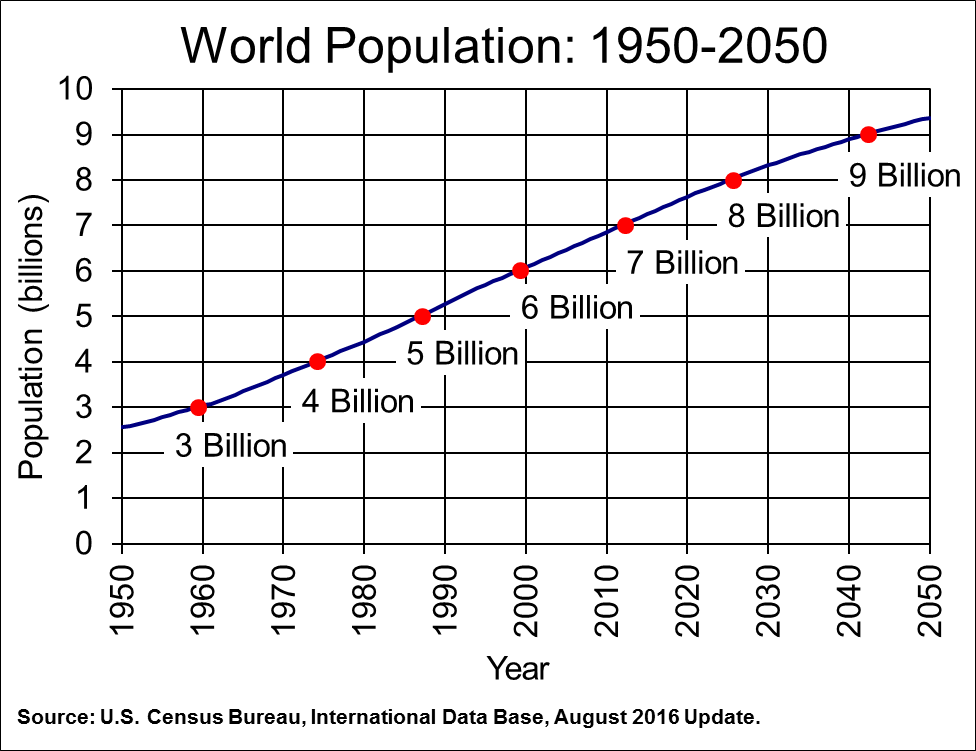 World Population: 1950-2050
10
9
8
7
6
5
4
3
2
1
0
Population (billions)
9 Billion
8 Billion
7 Billion
6 Billion
5 Billion
4 Billion
3 Billion
1950
1960
1970
1980
1990
2000
2010
2020
2030
2040
2050
Year
Source: U.S. Census Bureau, International Data Base, August 2016 Update.